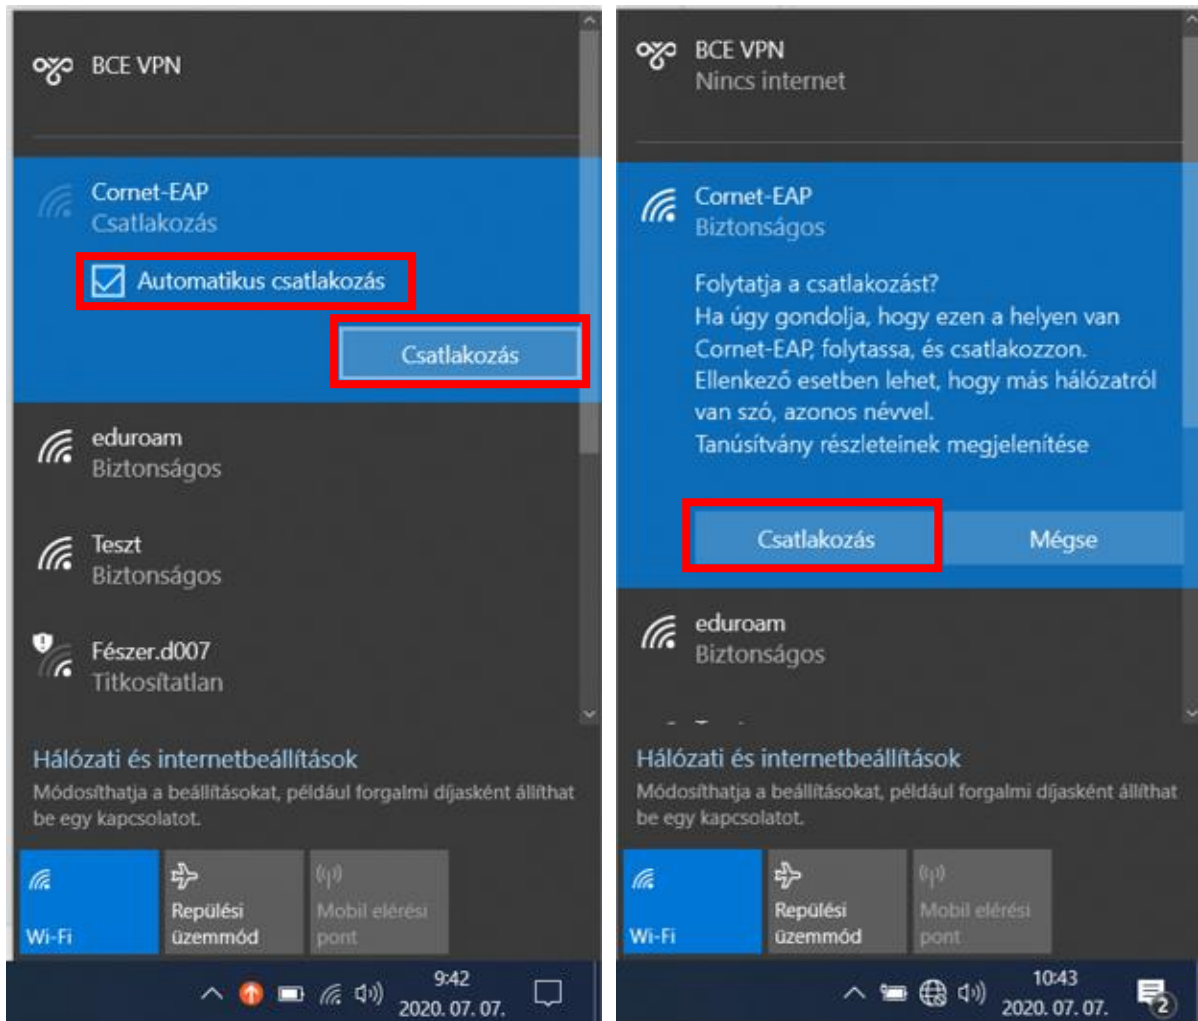 BCE VPN
Cornet-EAP
Csatlakozás
Automatikus csatlakozás
Csatlakozás
eduroam
Biztonságos
Teszt
Biztonságos
Fészer.d007
Titkosítatlan
Hálózati és internetbeállítások
Módosíthatja a beállításokat, például forgalmi díjasként állíthat
be egy kapcsolatot.
Wi-Fi
Repülési
üzemmód
Mobil elérési
pont
9:42
2020. 07. 07.
BCE VPN
Nincs internet
Cornet-EAP
Biztonságos
Folytatja a csatlakozást?
Ha úgy gondolja, hogy ezen a helyen van
Cornet-EAP, folytassa, és csatlakozzon.
Ellenkező esetben lehet, hogy más hálózatról
van szó, azonos névvel.
Tanúsítvány részleteinek megjelenítése
Csatlakozás
Mégse
eduroam
Biztonságos
Hálózati és internetbeállítások
Módosíthatja a beállításokat, például forgalmi díjasként állíthat
be egy kapcsolatot.
Wi-Fi
Repülési
üzemmód
Mobil elérési
pont
10:43
2020. 07. 07.
2